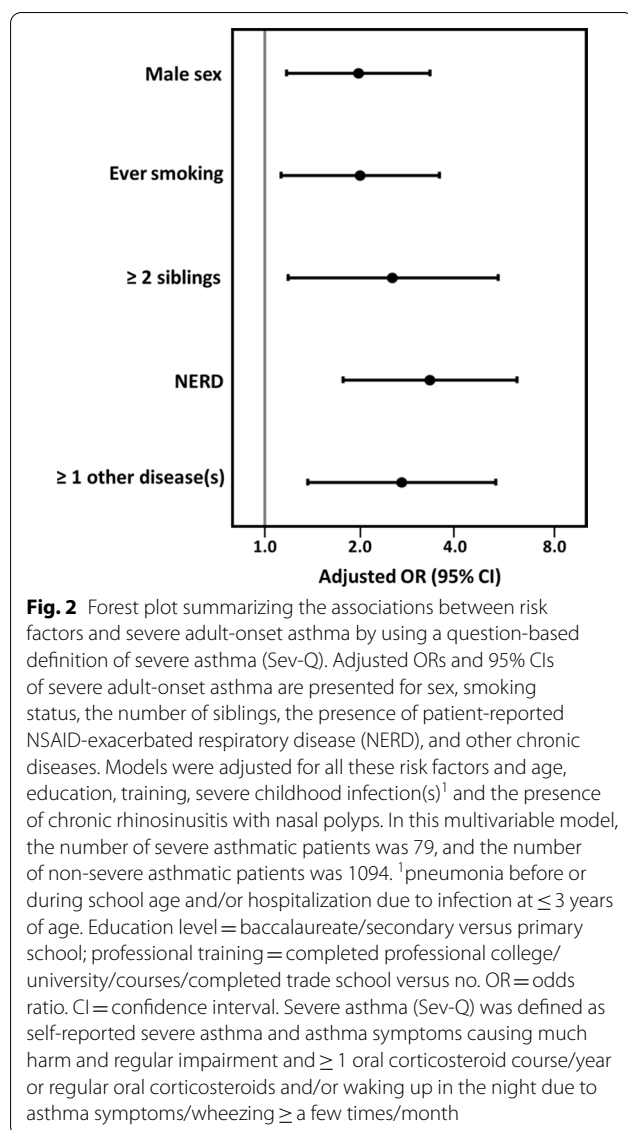 Male sex
Ever smoking
≥ 2 siblings
NERD
≥ 1 other disease(s)
1.0 2.0 4.0 8.0
Adjusted OR (95% CI)
Fig. 2 Forest plot summarizing the associations between risk
factors and severe adult-onset asthma by using a question-based
definition of severe asthma (Sev-Q). Adjusted ORs and 95% CIs
of severe adult-onset asthma are presented for sex, smoking
status, the number of siblings, the presence of patient-reported
NSAID-exacerbated respiratory disease (NERD), and other chronic
diseases. Models were adjusted for all these risk factors and age,
education, training, severe childhood infection(s)¹ and the presence
of chronic rhinosinusitis with nasal polyps. In this multivariable model,
the number of severe asthmatic patients was 79, and the number
of non-severe asthmatic patients was 1094. ¹pneumonia before or
during school age and/or hospitalization due to infection at ≤ 3 years
of age. Education level = baccalaureate/secondary versus primary
school; professional training = completed professional college/
university/courses/completed trade school versus no. OR = odds
ratio. CI = confidence interval. Severe asthma (Sev-Q) was defined as
self-reported severe asthma and asthma symptoms causing much
harm and regular impairment and ≥ 1 oral corticosteroid course/year
or regular oral corticosteroids and/or waking up in the night due to
asthma symptoms/wheezing ≥ a few times/month